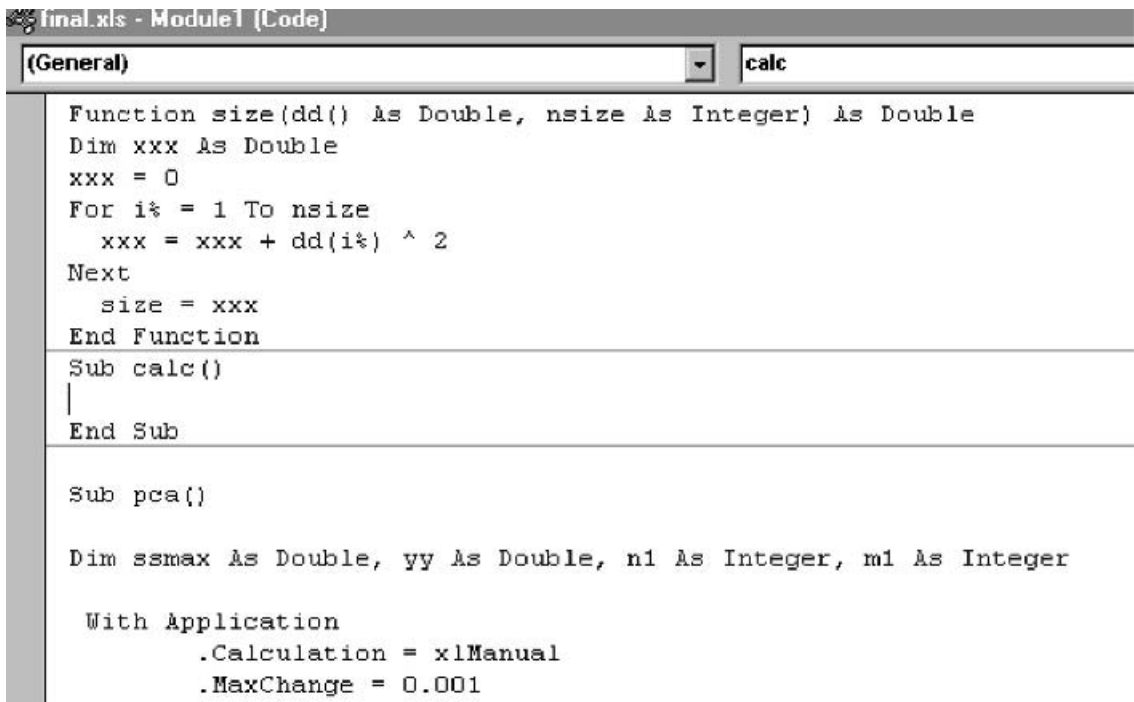 final.xls - Module1 (Code)
(General) calc
Function size(dd() As Double, nsize As Integer) As Double
Dim xxx As Double
xxx = 0
For i% = 1 To nsize
xxx = xxx + dd(i%) ^ 2
Next
size = xxx
End Function
Sub calc()
End Sub
Sub pca()
Dim ssmax As Double, yy As Double, n1 As Integer, m1 As Integer
With Application
.Calculation = xlManual
.MaxChange = 0.001